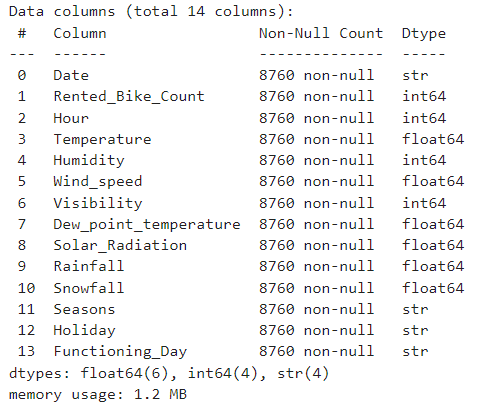 Data columns (total 14 columns):
 #   Column                 Non-Null Count  Dtype
---  ------                 --------------  -----
 0   Date                   8760 non-null   str
 1   Rented_Bike_Count      8760 non-null   int64
 2   Hour                   8760 non-null   int64
 3   Temperature            8760 non-null   float64
 4   Humidity               8760 non-null   int64
 5   Wind_speed             8760 non-null   float64
 6   Visibility             8760 non-null   int64
 7   Dew_point_temperature  8760 non-null   float64
 8   Solar_Radiation        8760 non-null   float64
 9   Rainfall               8760 non-null   float64
 10  Snowfall               8760 non-null   float64
 11  Seasons                8760 non-null   str
 12  Holiday                8760 non-null   str
 13  Functioning_Day        8760 non-null   str
dtypes: float64(6), int64(4), str(4)
memory usage: 1.2 MB